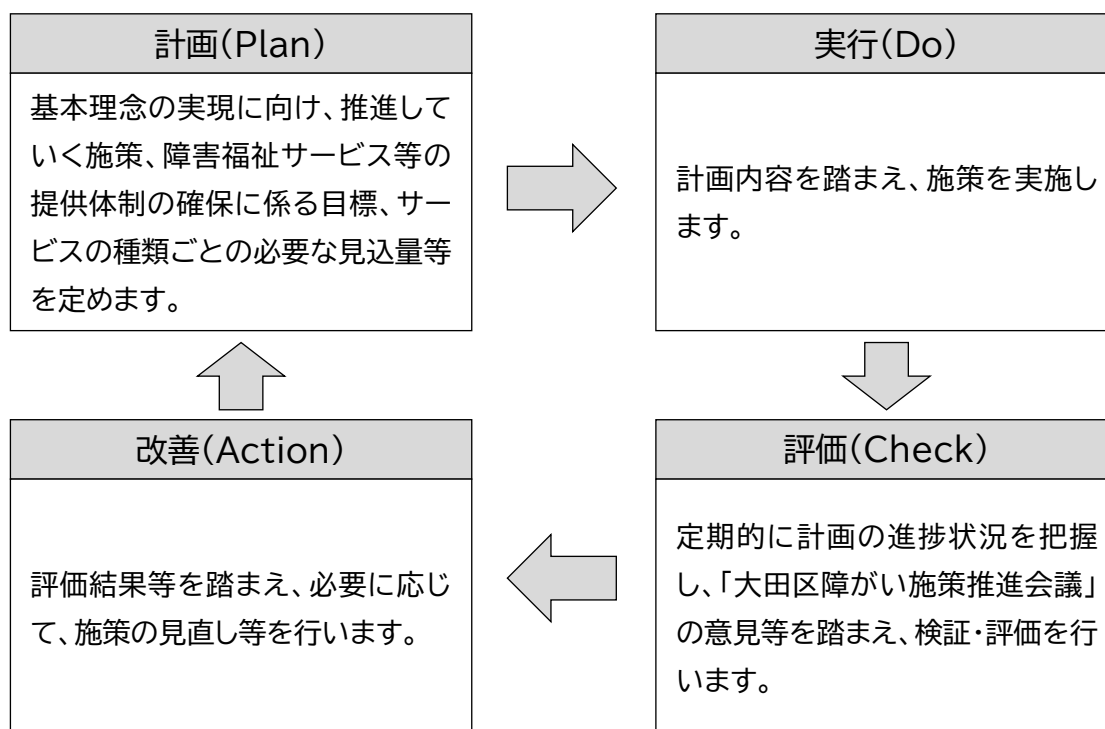 計画(Plan)
基本理念の実現に向け、推進して
いく施策、障害福祉サービス等の
提供体制の確保に係る目標、サー
ビスの種類ごとの必要な見込量等
を定めます。
実行(Do)
計画内容を踏まえ、施策を実施し
ます。
改善(Action)
評価結果等を踏まえ、必要に応じ
て、施策の見直し等を行います。
評価(Check)
定期的に計画の進捗状況を把握
し、「大田区障がい施策推進会議」
の意見等を踏まえ、検証・評価を行
います。